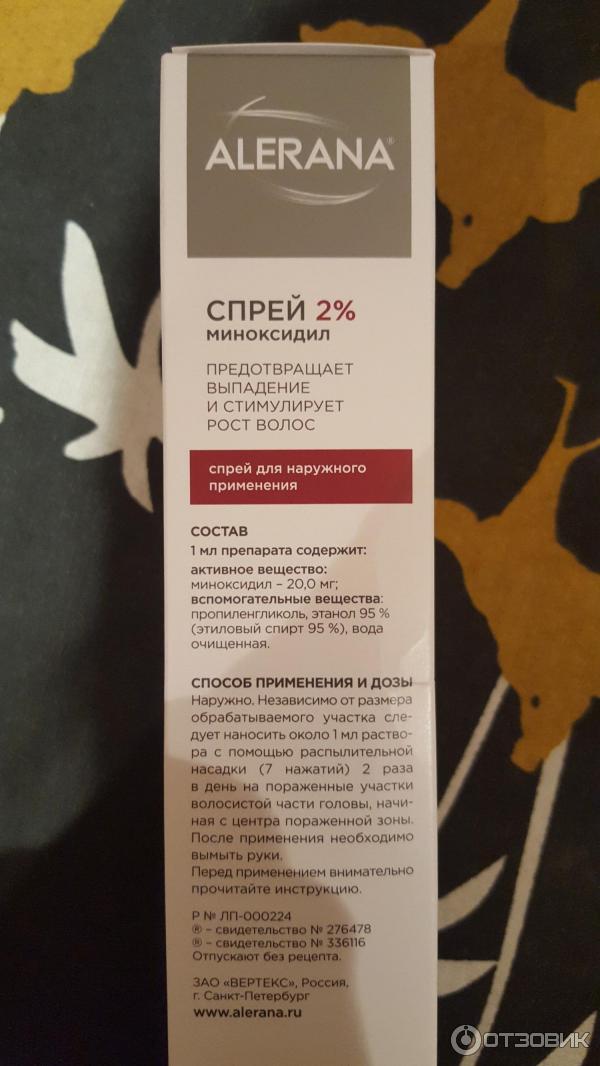 ALERANA®
СПРЕЙ 2%
МИНОКСИДИЛ
ПРЕДОТВРАЩАЕТ
ВЫПАДЕНИЕ
И СТИМУЛИРУЕТ
РОСТ ВОЛОС
спрей для наружного
применения
СОСТАВ
1 мл препарата содержит:
активное вещество:
миноксидил – 20,0 мг;
вспомогательные вещества:
пропиленгликоль, этанол 95 %
(этиловый спирт 95 %), вода
очищенная.
СПОСОБ ПРИМЕНЕНИЯ И ДОЗЫ
Наружно. Независимо от размера
обрабатываемого участка сле-
дует наносить около 1 мл раство-
ра с помощью распылительной
насадки (7 нажатий) 2 раза
в день на пораженные участки
волосистой части головы, начи-
ная с центра пораженной зоны.
После применения необходимо
вымыть руки.
Перед применением внимательно
прочитайте инструкцию.
Р № ЛП-000224
® – свидетельство № 276478
® – свидетельство № 336116
Отпускают без рецепта.
ЗАО «ВЕРТЕКС», Россия,
г. Санкт-Петербург
www.alerana.ru
ОТЗОВИК